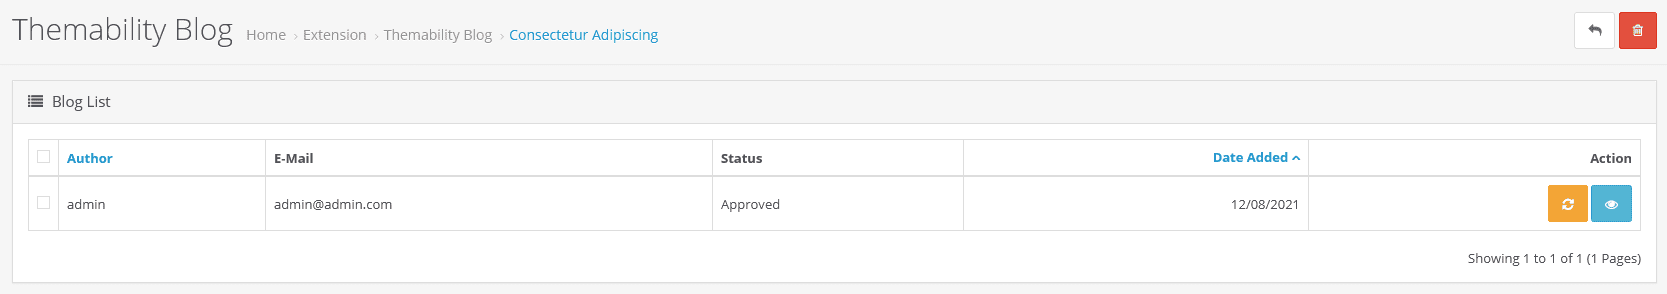 Themability Blog Home › Extension › Themability Blog › Consectetur Adipiscing
Blog List
Author E-Mail Status Date Added Action
admin admin@admin.com Approved 12/08/2021
Showing 1 to 1 of 1 (1 Pages)